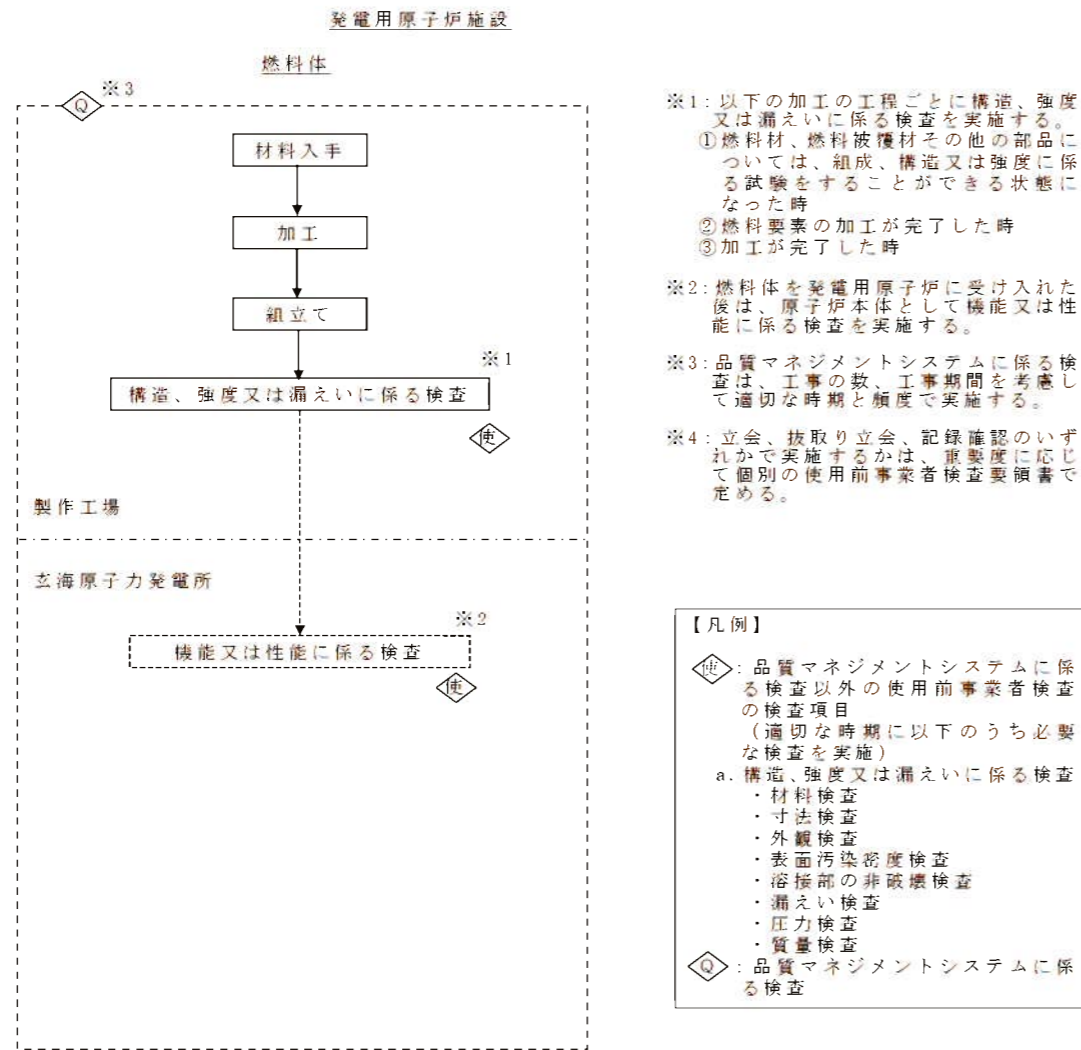 発電用原子炉施設
燃料体
※3
Q
材料入手
加工
組立て
※1
構造、強度又は漏えいに係る検査
使
製作工場
玄海原子力発電所
※2
機能又は性能に係る検査
使
※1:以下の加工の工程ごとに構造、強度
又は漏えいに係る検査を実施する。
①燃料材、燃料被覆材その他の部品に
ついては、組成、構造又は強度に係
る試験をすることができる状態に
なった時
②燃料要素の加工が完了した時
③加工が完了した時
※2:燃料体を発電用原子炉に受け入れた
後は、原子炉本体として機能又は性
能に係る検査を実施する。
※3:品質マネジメントシステムに係る検
査は、工事の数、工事期間を考慮し
て適切な時期と頻度で実施する。
※4:立会、抜取り立会、記録確認のいず
れかで実施するかは、重要度に応じ
て個別の使用前事業者検査要領書で
定める。
【凡例】
使:品質マネジメントシステムに係
る検査以外の使用前事業者検査
の検査項目
(適切な時期に以下のうち必要
な検査を実施)
a.構造、強度又は漏えいに係る検査
・材料検査
・寸法検査
・外観検査
・表面汚染密度検査
・溶接部の非破壊検査
・漏えい検査
・圧力検査
・質量検査
Q:品質マネジメントシステムに係
る検査